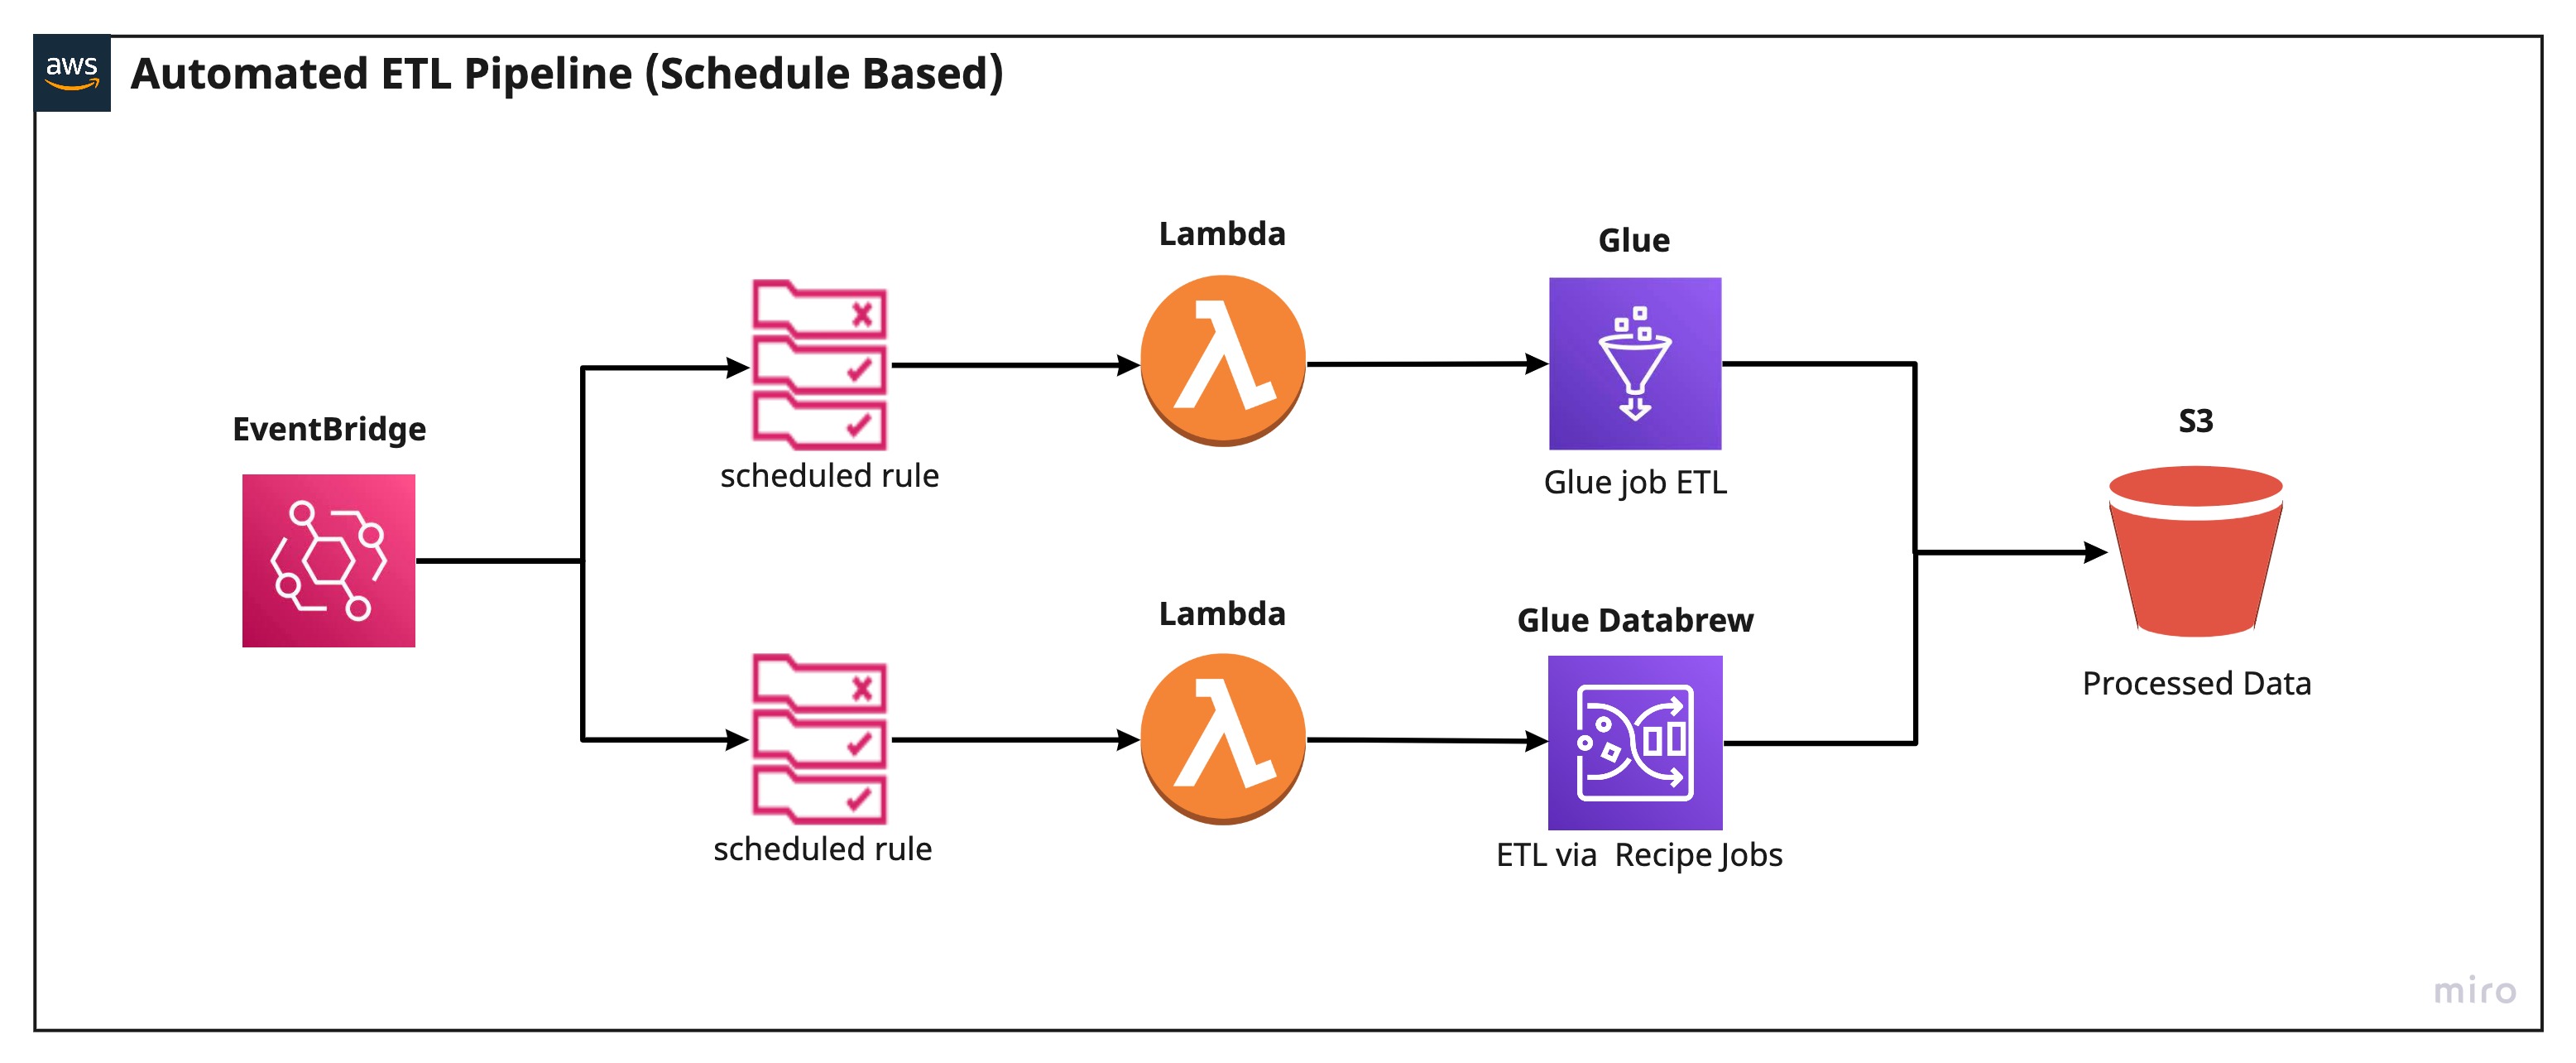 aws
Automated ETL Pipeline (Schedule Based)
EventBridge
scheduled rule
Lambda
Glue
Glue job ETL
scheduled rule
Lambda
Glue Databrew
ETL via  Recipe Jobs
S3
Processed Data
miro